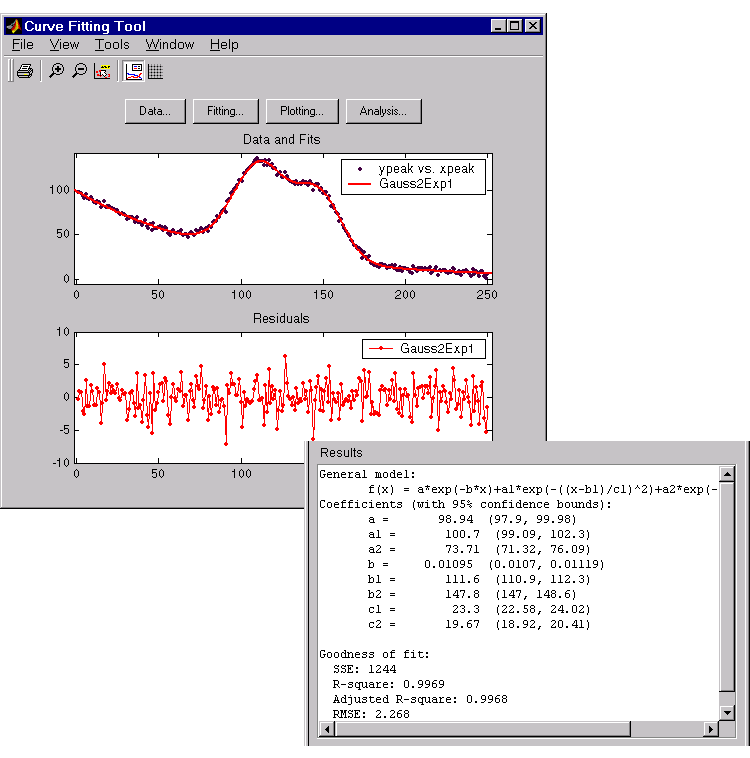 Curve Fitting Tool
File View Tools Window Help
Data... Fitting... Plotting... Analysis...
Data and Fits
ypeak vs. xpeak
Gauss2Exp1
100
50
0
0 50 100 150 200 250
Residuals
Gauss2Exp1
10
5
0
-5
-10
0 50 100
Results
General model:
f(x) = a*exp(-b*x)+a1*exp(-((x-b1)/c1)^2)+a2*exp(-
Coefficients (with 95% confidence bounds):
a = 98.94 (97.9, 99.98)
a1 = 100.7 (99.09, 102.3)
a2 = 73.71 (71.32, 76.09)
b = 0.01095 (0.0107, 0.01119)
b1 = 111.6 (110.9, 112.3)
b2 = 147.8 (147, 148.6)
c1 = 23.3 (22.58, 24.02)
c2 = 19.67 (18.92, 20.41)
Goodness of fit:
SSE: 1244
R-square: 0.9969
Adjusted R-square: 0.9968
RMSE: 2.268